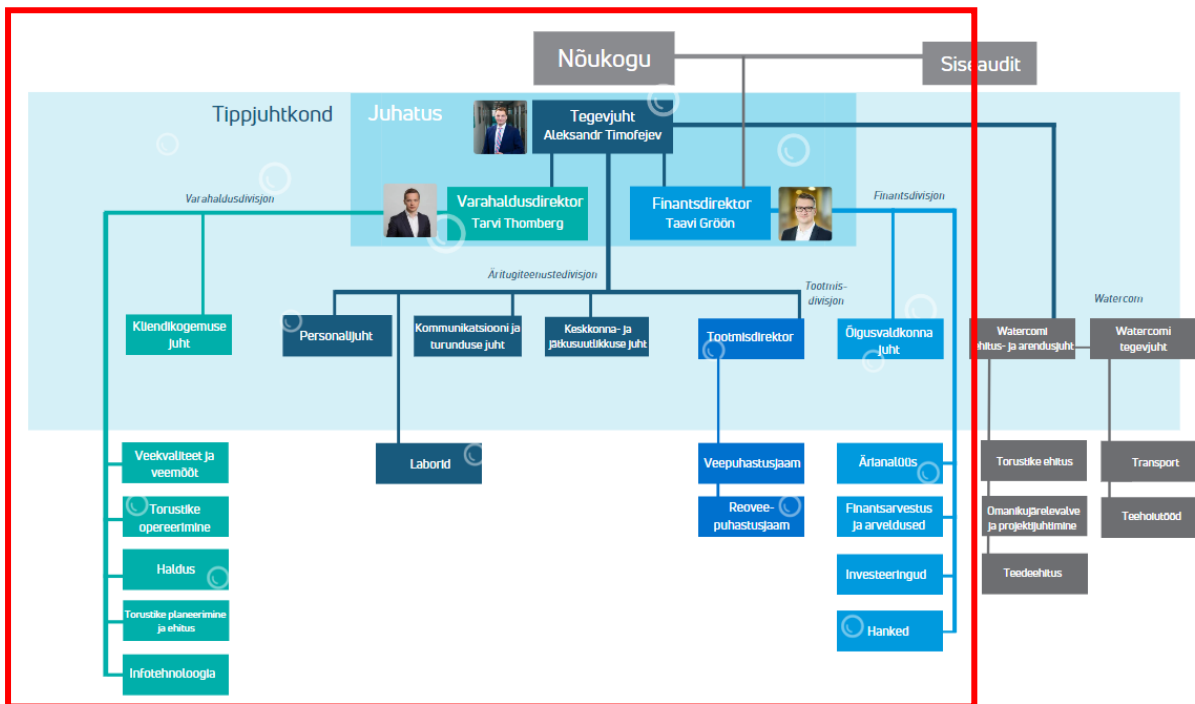 Nõukogu
Siseaudit
Tippjuhtkond
Juhatus
Tegevjuht
Aleksandr Timofejev
Varahaldusdivisjon
Varahaldusdirektor
Tarvi Thomberg
Finantsdirektor
Taavi Gröön
Finantsdivisjon
Äritugiteenustedivisjon
Tootmis-
divisjon
Watercom
Kliendikogemuse
juht
Personalijuht
Kommunikatsiooni ja
turunduse juht
Keskkonna- ja
jätkusuutlikkuse juht
Tootmisdirektor
Õigusvaldkonna
juht
Watercomi
ehitus- ja arendusjuht
Watercomi
tegevjuht
Veekvaliteet ja
veemõõt
Laborid
Veepuhastusjaam
Ärianalüüs
Torustike ehitus
Transport
Torustike
opereerimine
Reovee-
puhastusjaam
Finantsarvestus
ja arveldused
Omanikujärelevalve
ja projektijuhtimine
Teehoiutööd
Haldus
Investeeringud
Teedeehitus
Torustike planeerimine
ja ehitus
Hanked
Infotehnoloogia